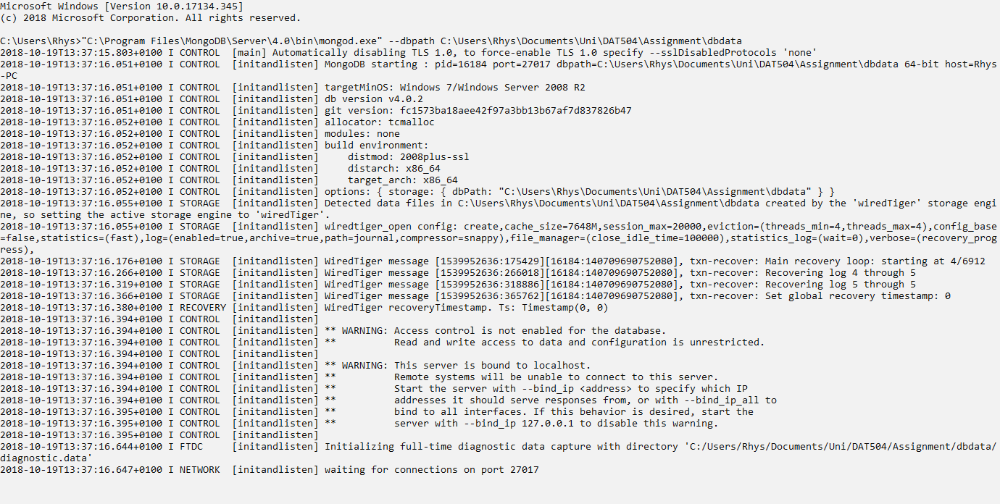 Microsoft Windows [Version 10.0.17134.345]
(c) 2018 Microsoft Corporation. All rights reserved.

C:\Users\Rhys>"C:\Program Files\MongoDB\Server\4.0\bin\mongod.exe" --dbpath C:\Users\Rhys\Documents\Uni\DAT504\Assignment\dbdata
2018-10-19T13:37:15.803+0100 I CONTROL  [main] Automatically disabling TLS 1.0, to force-enable TLS 1.0 specify --sslDisabledProtocols 'none'
2018-10-19T13:37:16.051+0100 I CONTROL  [initandlisten] MongoDB starting : pid=16184 port=27017 dbpath=C:\Users\Rhys\Documents\Uni\DAT504\Assignment\dbdata 64-bit host=Rhys
-PC
2018-10-19T13:37:16.051+0100 I CONTROL  [initandlisten] targetMinOS: Windows 7/Windows Server 2008 R2
2018-10-19T13:37:16.051+0100 I CONTROL  [initandlisten] db version v4.0.2
2018-10-19T13:37:16.051+0100 I CONTROL  [initandlisten] git version: fc1573ba18aee42f97a3bb13b67af7d837826b47
2018-10-19T13:37:16.052+0100 I CONTROL  [initandlisten] allocator: tcmalloc
2018-10-19T13:37:16.052+0100 I CONTROL  [initandlisten] modules: none
2018-10-19T13:37:16.052+0100 I CONTROL  [initandlisten] build environment:
2018-10-19T13:37:16.052+0100 I CONTROL  [initandlisten]     distmod: 2008plus-ssl
2018-10-19T13:37:16.052+0100 I CONTROL  [initandlisten]     distarch: x86_64
2018-10-19T13:37:16.052+0100 I CONTROL  [initandlisten]     target_arch: x86_64
2018-10-19T13:37:16.052+0100 I CONTROL  [initandlisten] options: { storage: { dbPath: "C:\Users\Rhys\Documents\Uni\DAT504\Assignment\dbdata" } }
2018-10-19T13:37:16.055+0100 I STORAGE  [initandlisten] Detected data files in C:\Users\Rhys\Documents\Uni\DAT504\Assignment\dbdata created by the 'wiredTiger' storage engi
ne, so setting the active storage engine to 'wiredTiger'.
2018-10-19T13:37:16.055+0100 I STORAGE  [initandlisten] wiredtiger_open config: create,cache_size=7648M,session_max=20000,eviction=(threads_min=4,threads_max=4),config_base
=false,statistics=(fast),log=(enabled=true,archive=true,path=journal,compressor=snappy),file_manager=(close_idle_time=100000),statistics_log=(wait=0),verbose=(recovery_prog
ress),
2018-10-19T13:37:16.176+0100 I STORAGE  [initandlisten] WiredTiger message [1539952636:175429][16184:140709690752080], txn-recover: Main recovery loop: starting at 4/6912
2018-10-19T13:37:16.266+0100 I STORAGE  [initandlisten] WiredTiger message [1539952636:266018][16184:140709690752080], txn-recover: Recovering log 4 through 5
2018-10-19T13:37:16.319+0100 I STORAGE  [initandlisten] WiredTiger message [1539952636:318886][16184:140709690752080], txn-recover: Recovering log 5 through 5
2018-10-19T13:37:16.366+0100 I STORAGE  [initandlisten] WiredTiger message [1539952636:365762][16184:140709690752080], txn-recover: Set global recovery timestamp: 0
2018-10-19T13:37:16.380+0100 I RECOVERY [initandlisten] WiredTiger recoveryTimestamp. Ts: Timestamp(0, 0)
2018-10-19T13:37:16.394+0100 I CONTROL  [initandlisten]
2018-10-19T13:37:16.394+0100 I CONTROL  [initandlisten] ** WARNING: Access control is not enabled for the database.
2018-10-19T13:37:16.394+0100 I CONTROL  [initandlisten] **          Read and write access to data and configuration is unrestricted.
2018-10-19T13:37:16.394+0100 I CONTROL  [initandlisten]
2018-10-19T13:37:16.394+0100 I CONTROL  [initandlisten] ** WARNING: This server is bound to localhost.
2018-10-19T13:37:16.394+0100 I CONTROL  [initandlisten] **          Remote systems will be unable to connect to this server.
2018-10-19T13:37:16.394+0100 I CONTROL  [initandlisten] **          Start the server with --bind_ip <address> to specify which IP
2018-10-19T13:37:16.394+0100 I CONTROL  [initandlisten] **          addresses it should serve responses from, or with --bind_ip_all to
2018-10-19T13:37:16.395+0100 I CONTROL  [initandlisten] **          bind to all interfaces. If this behavior is desired, start the
2018-10-19T13:37:16.395+0100 I CONTROL  [initandlisten] **          server with --bind_ip 127.0.0.1 to disable this warning.
2018-10-19T13:37:16.395+0100 I CONTROL  [initandlisten]
2018-10-19T13:37:16.644+0100 I FTDC     [initandlisten] Initializing full-time diagnostic data capture with directory 'C:/Users/Rhys/Documents/Uni/DAT504/Assignment/dbdata/
diagnostic.data'
2018-10-19T13:37:16.647+0100 I NETWORK  [initandlisten] waiting for connections on port 27017